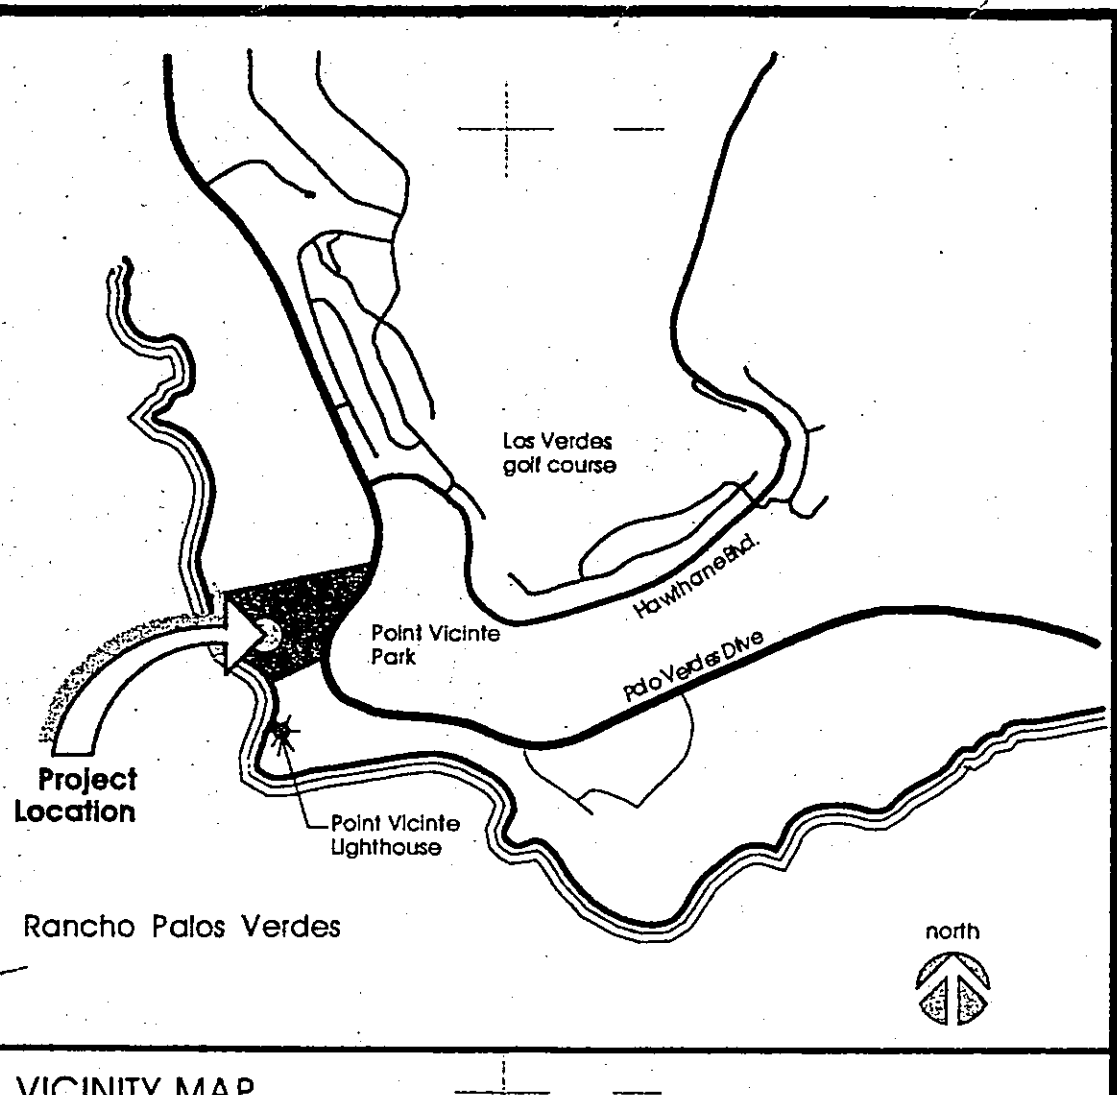 Los Verdes
golf course
Hawthorne Blvd.
Point Vicinte
Park
Palo Verdes Drive
Project
Location
Point Vicinte
Lighthouse
Rancho Palos Verdes
north
VICINITY MAP